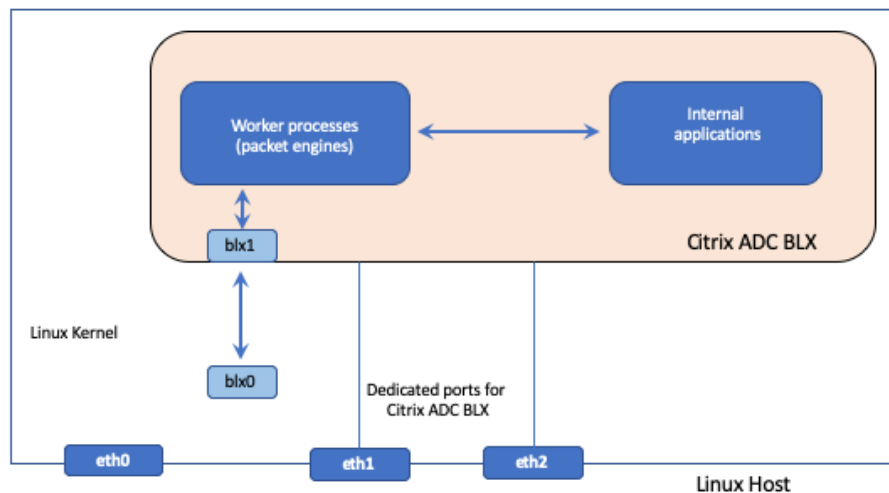 Worker processes
(packet engines)
Internal
applications
blx1
Citrix ADC BLX
Linux Kernel
blx0
Dedicated ports for
Citrix ADC BLX
eth0
eth1
eth2
Linux Host